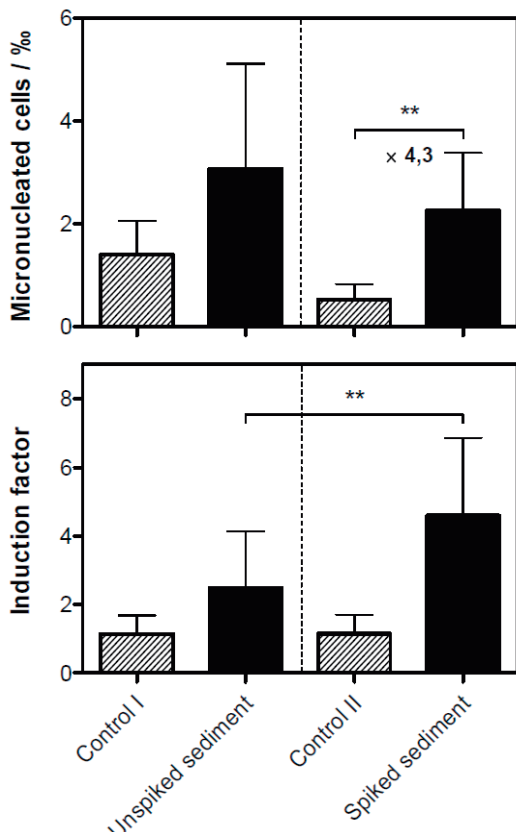 Micronucleated cells / ‰
6
4
2
0
**
× 4,3
Induction factor
8
6
4
2
0
**
Control I
Unspiked sediment
Control II
Spiked sediment